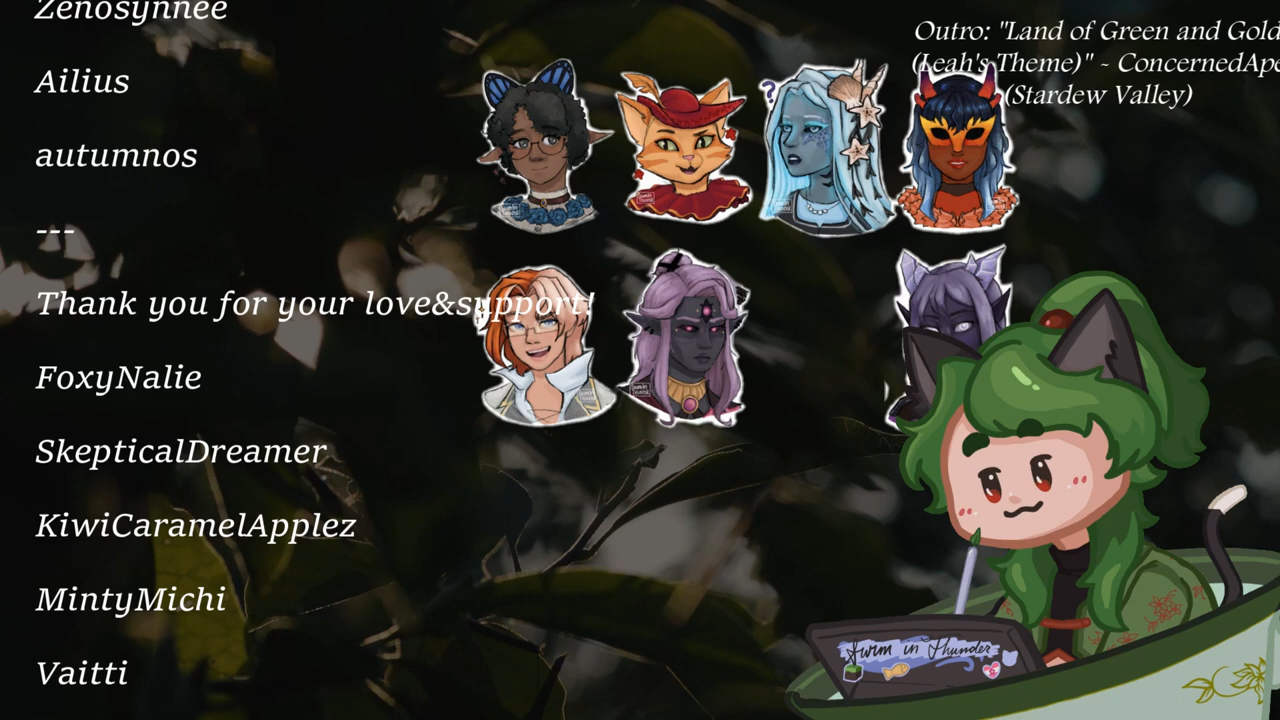 Zenosynnee
Ailius
autumnos
---
Thank you for your love&support!
FoxyNalie
SkepticalDreamer
KiwiCaramelApplez
MintyMichi
Vaitti
Outro: "Land of Green and Gold
(Leah's Theme)" ~ ConcernedApe
(Stardew Valley)
?
Swim in Thunder